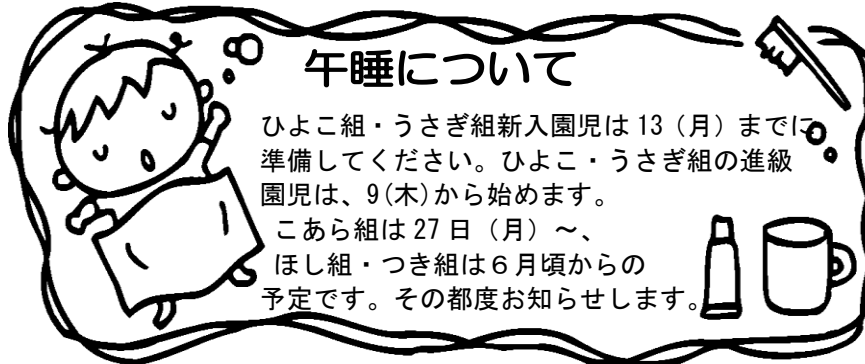 午睡について
ひよこ組・うさぎ組新入園児は13（月）までに
準備してください。ひよこ・うさぎ組の進級
園児は、9(木)から始めます。
こあら組は27日（月）～、
ほし組・つき組は６月頃からの
予定です。その都度お知らせします。